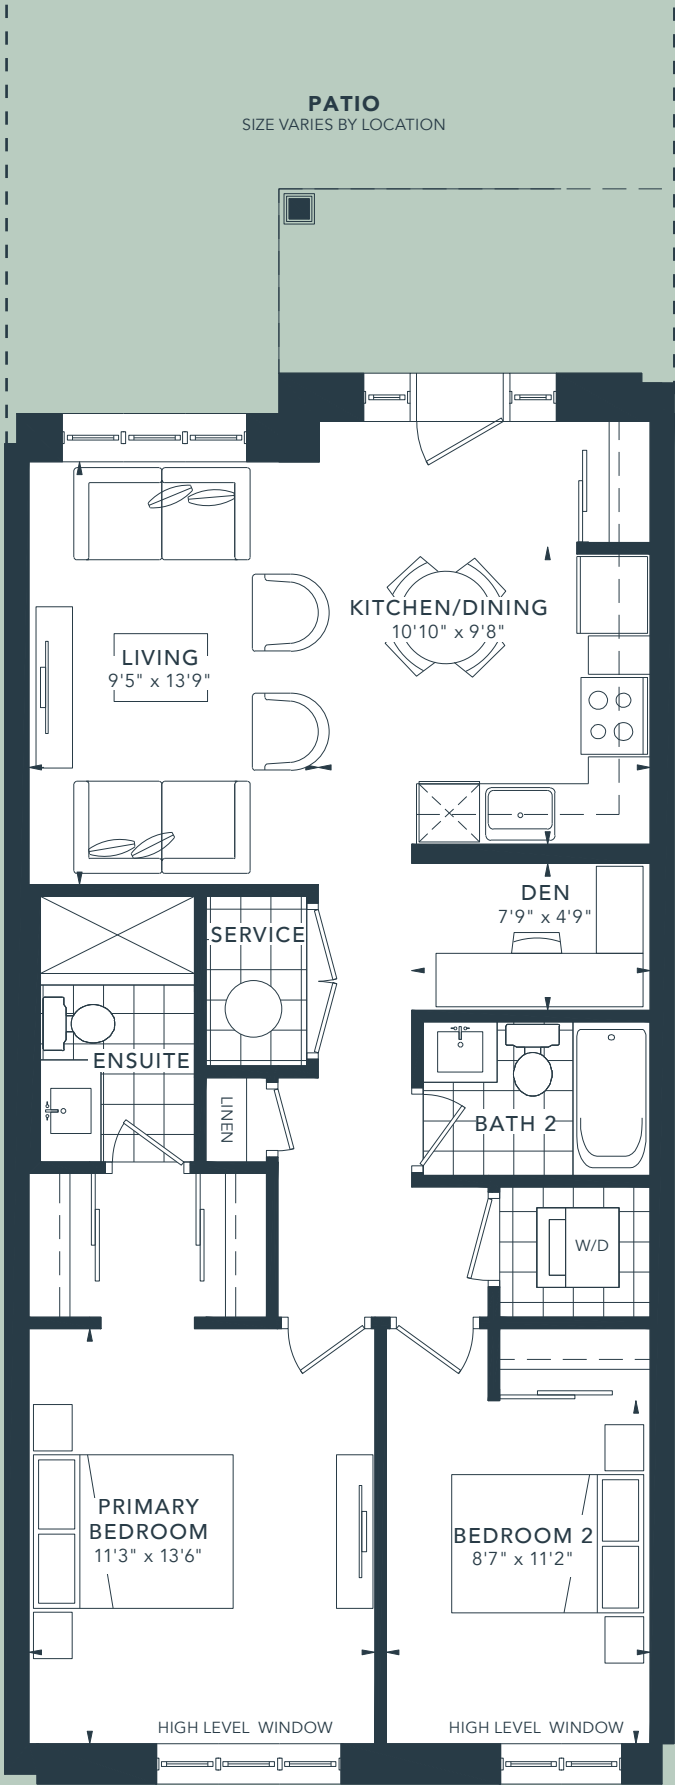 PATIO
SIZE VARIES BY LOCATION
KITCHEN/DINING
10'10" x 9'8"
LIVING
9'5" x 13'9"
DEN
7'9" x 4'9"
SERVICE
ENSUITE
LINEN
BATH 2
W/D
PRIMARY
BEDROOM
11'3" x 13'6"
BEDROOM 2
8'7" x 11'2"
HIGH LEVEL WINDOW
HIGH LEVEL WINDOW